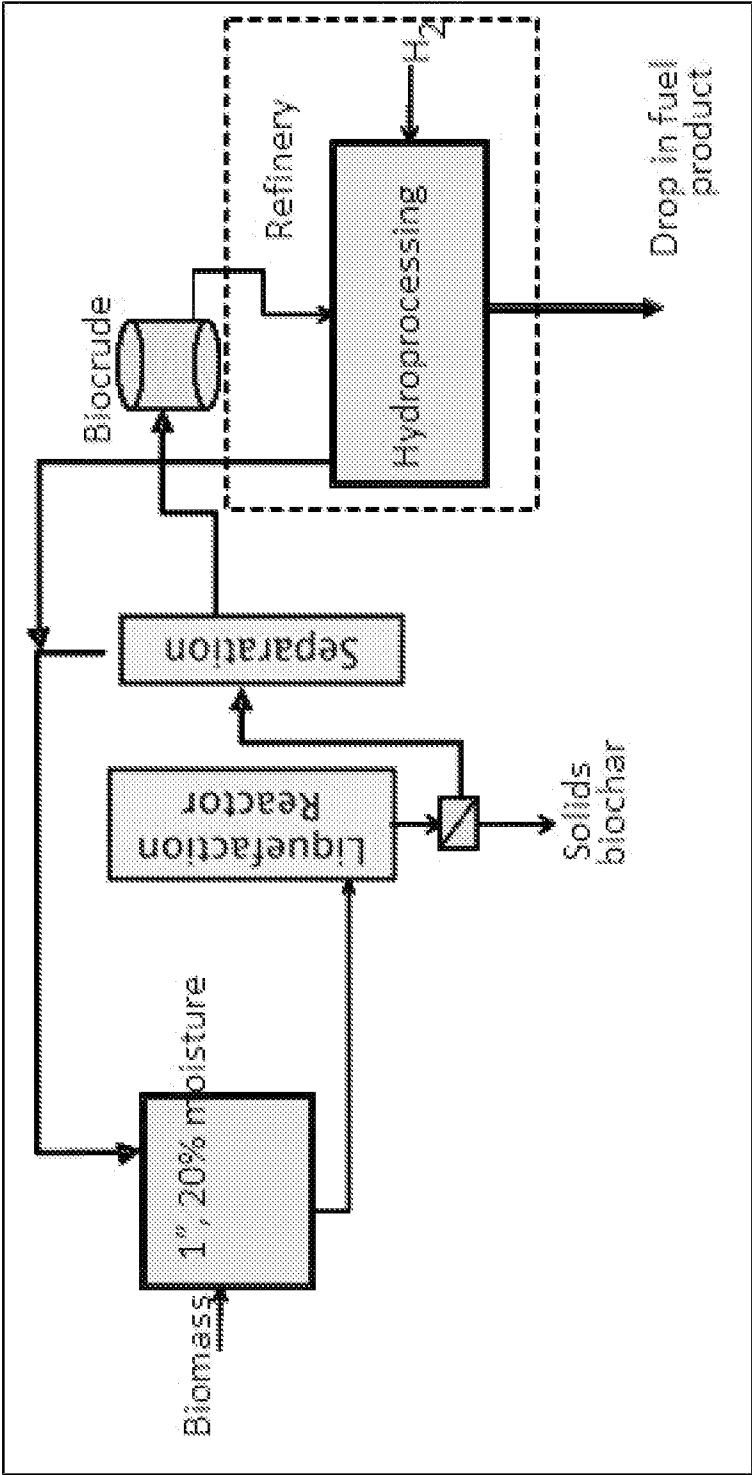 Biomass
1”, 20% moisture
Liquefaction
Reactor
Solids
biochar
Separation
Biocrude
Refinery
Hydroprocessing
H2
Drop in fuel
product